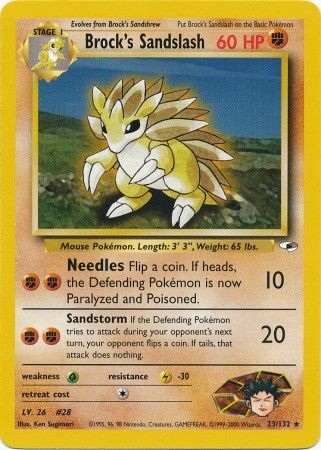 STAGE 1
Evolves from Brock's Sandshrew
Put Brock's Sandslash on the Basic Pokémon
Brock's Sandslash 60 HP
Mouse Pokémon. Length: 3' 3", Weight: 65 lbs.
Needles Flip a coin. If heads,
the Defending Pokémon is now
Paralyzed and Poisoned.
10
Sandstorm If the Defending Pokémon
tries to attack during your opponent's next
turn, your opponent flips a coin. If tails, that
attack does nothing.
20
weakness
resistance -30
retreat cost
LV. 26 #28
Illus. Ken Sugimori
©1995, 96, 98 Nintendo, Creatures, GAMEFREAK. ©1999-2000 Wizards.
23/132 ★